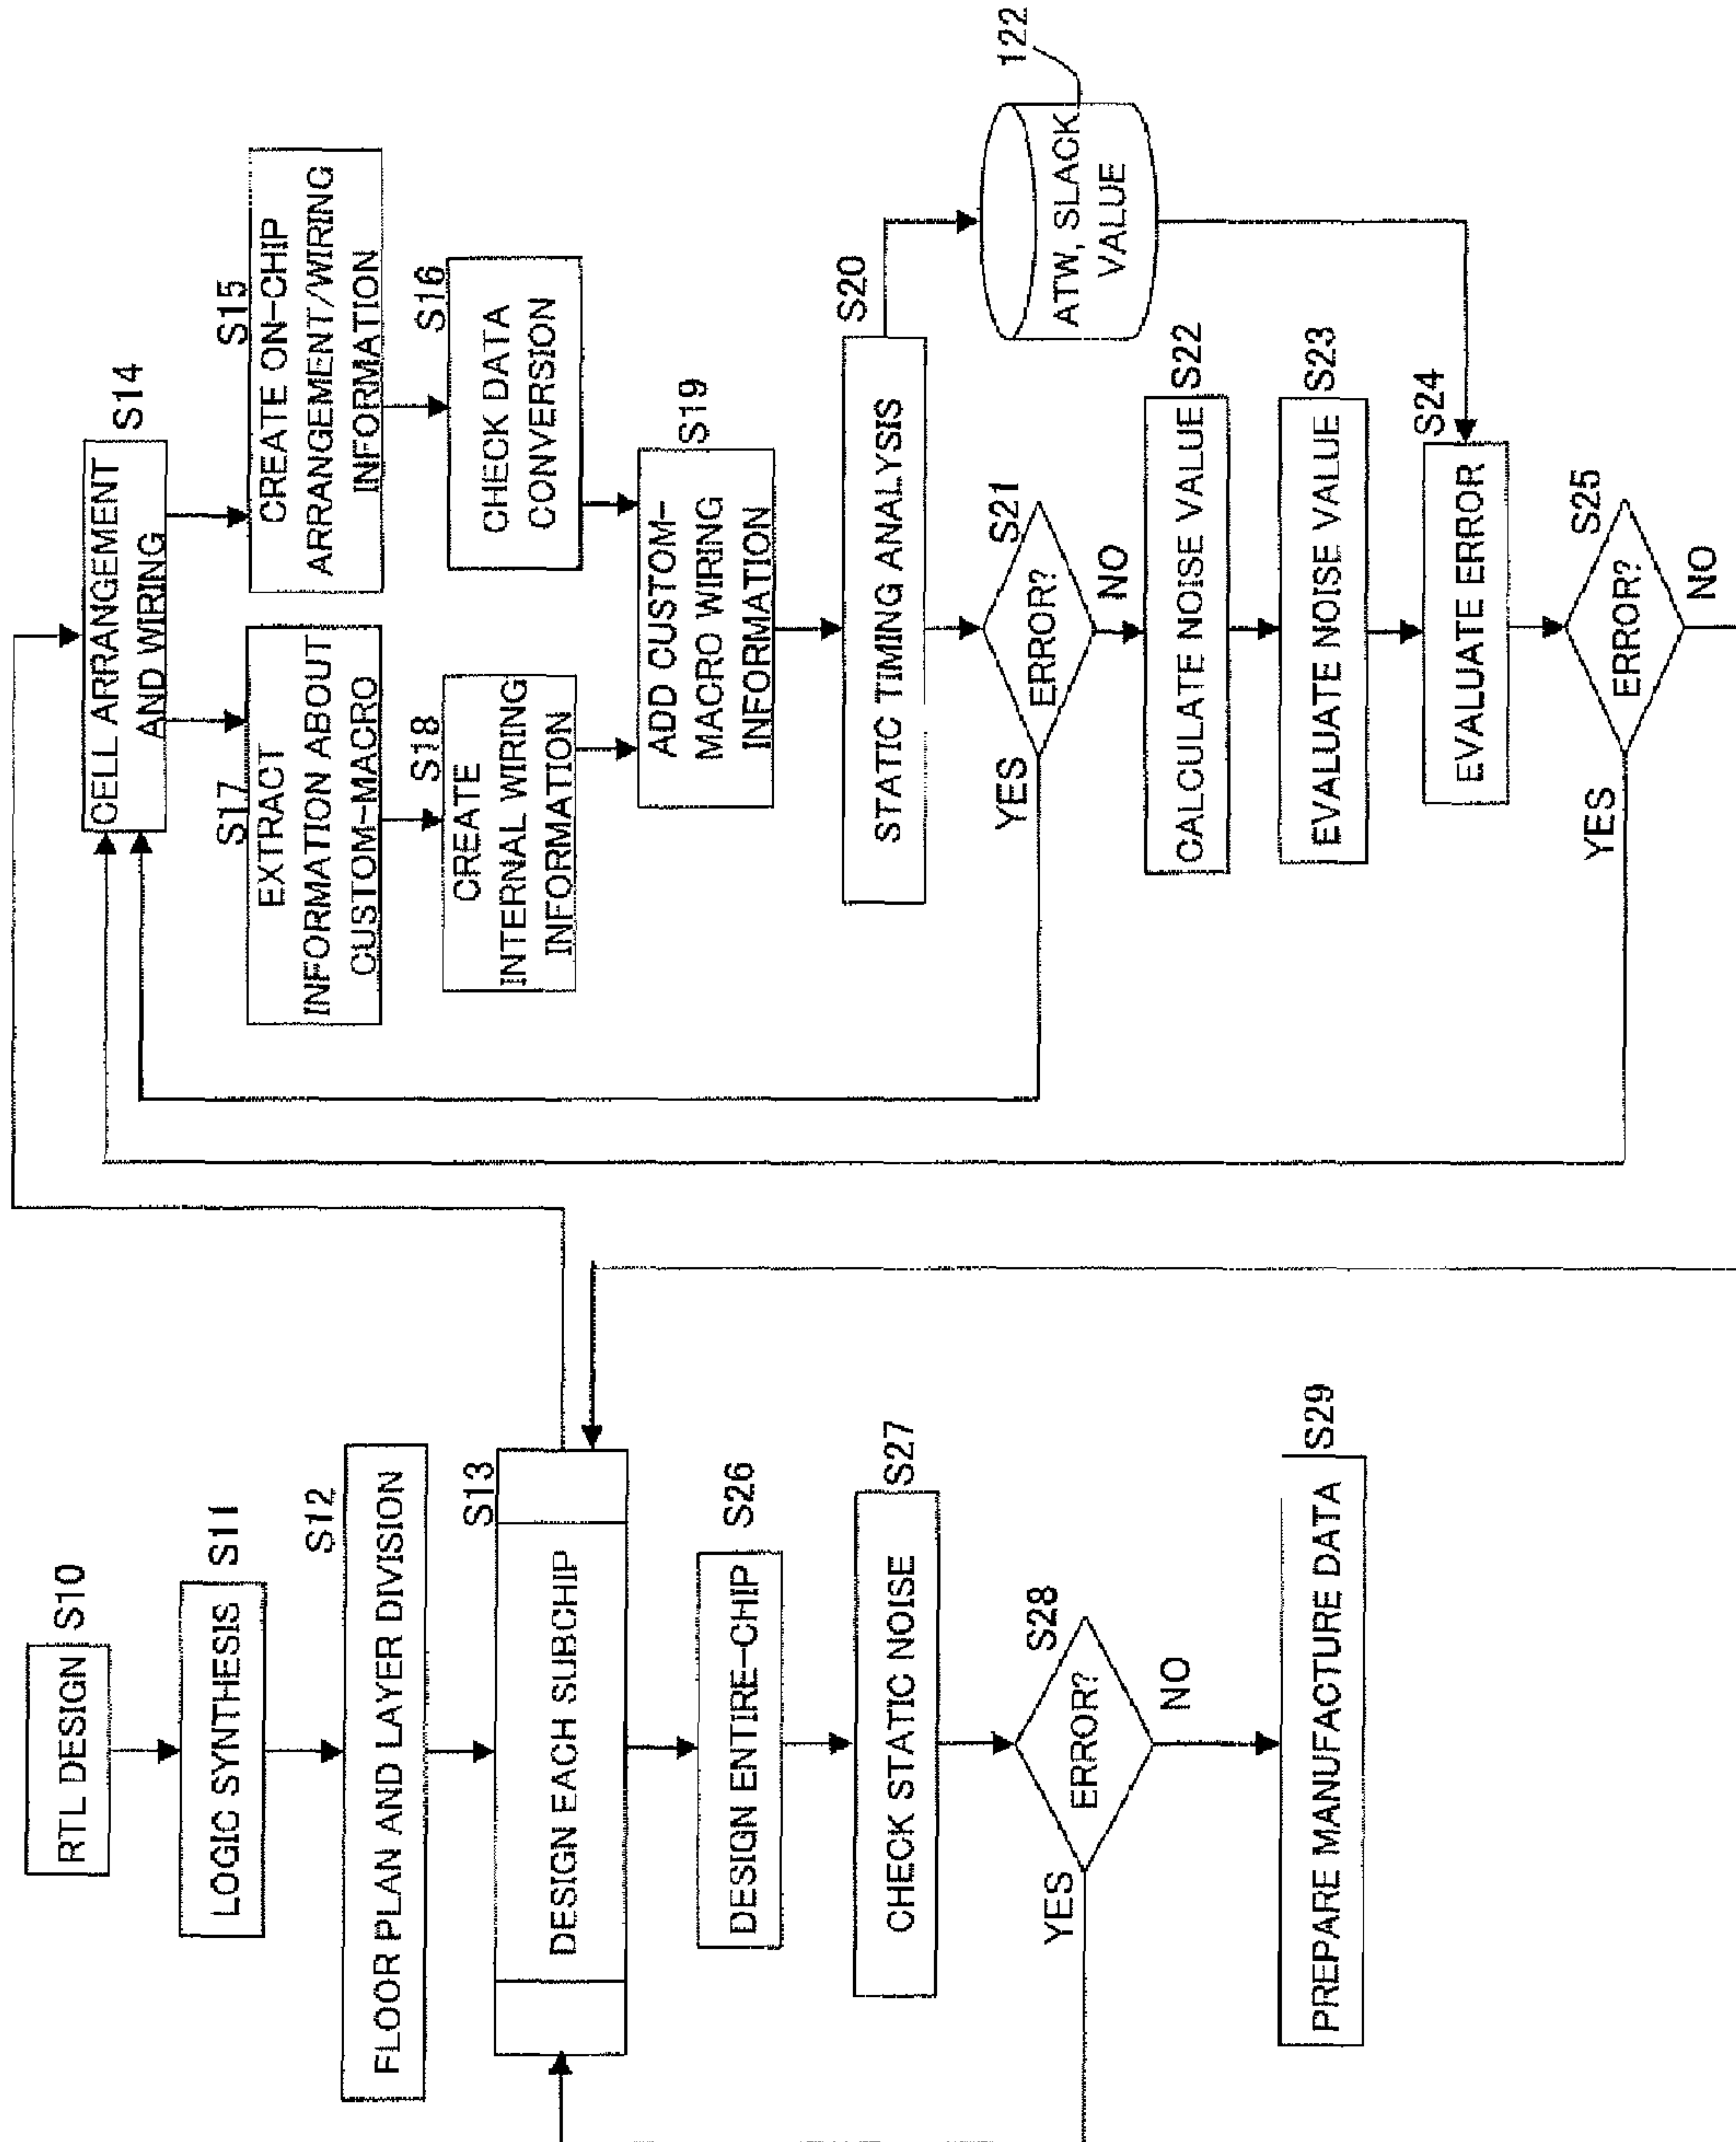 RTL DESIGN
S10
LOGIC SYNTHESIS
S11
FLOOR PLAN AND LAYER DIVISION
S12
DESIGN EACH SUBCHIP
S13
DESIGN ENTIRE-CHIP
S26
CHECK STATIC NOISE
S27
ERROR?
S28
YES
NO
PREPARE MANUFACTURE DATA
S29
CELL ARRANGEMENT
AND WIRING
S14
S17
EXTRACT
INFORMATION ABOUT
CUSTOM-MACRO
S15
CREATE ON-CHIP
ARRANGEMENT/WIRING
INFORMATION
S18
CREATE
INTERNAL WIRING
INFORMATION
S16
CHECK DATA
CONVERSION
S19
ADD CUSTOM-
MACRO WIRING
INFORMATION
STATIC TIMING ANALYSIS
S20
122
ATW, SLACK
VALUE
S21
ERROR?
YES
NO
CALCULATE NOISE VALUE
S22
EVALUATE NOISE VALUE
S23
EVALUATE ERROR
S24
S25
ERROR?
YES
NO